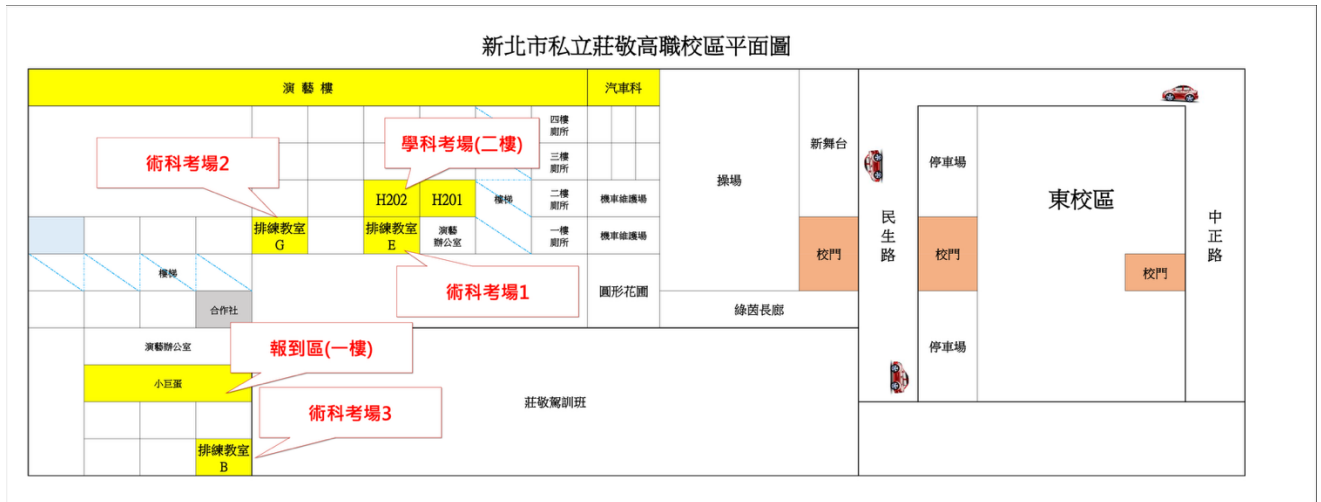 新北市私立莊敬高職校區平面圖
演藝樓
汽車科
四樓
廁所
學科考場(二樓)
新舞台
術科考場2
三樓
廁所
停車場
操場
東校區
H202
H201
樓梯
二樓
廁所
機車維護場
排練教室
G
排練教室
E
演藝
辦公室
一樓
廁所
機車維護場
校門
民生路
校門
校門
中正路
樓梯
術科考場1
圓形花圃
合作社
綠茵長廊
演藝辦公室
報到區(一樓)
停車場
小巨蛋
術科考場3
莊敬駕訓班
排練教室
B